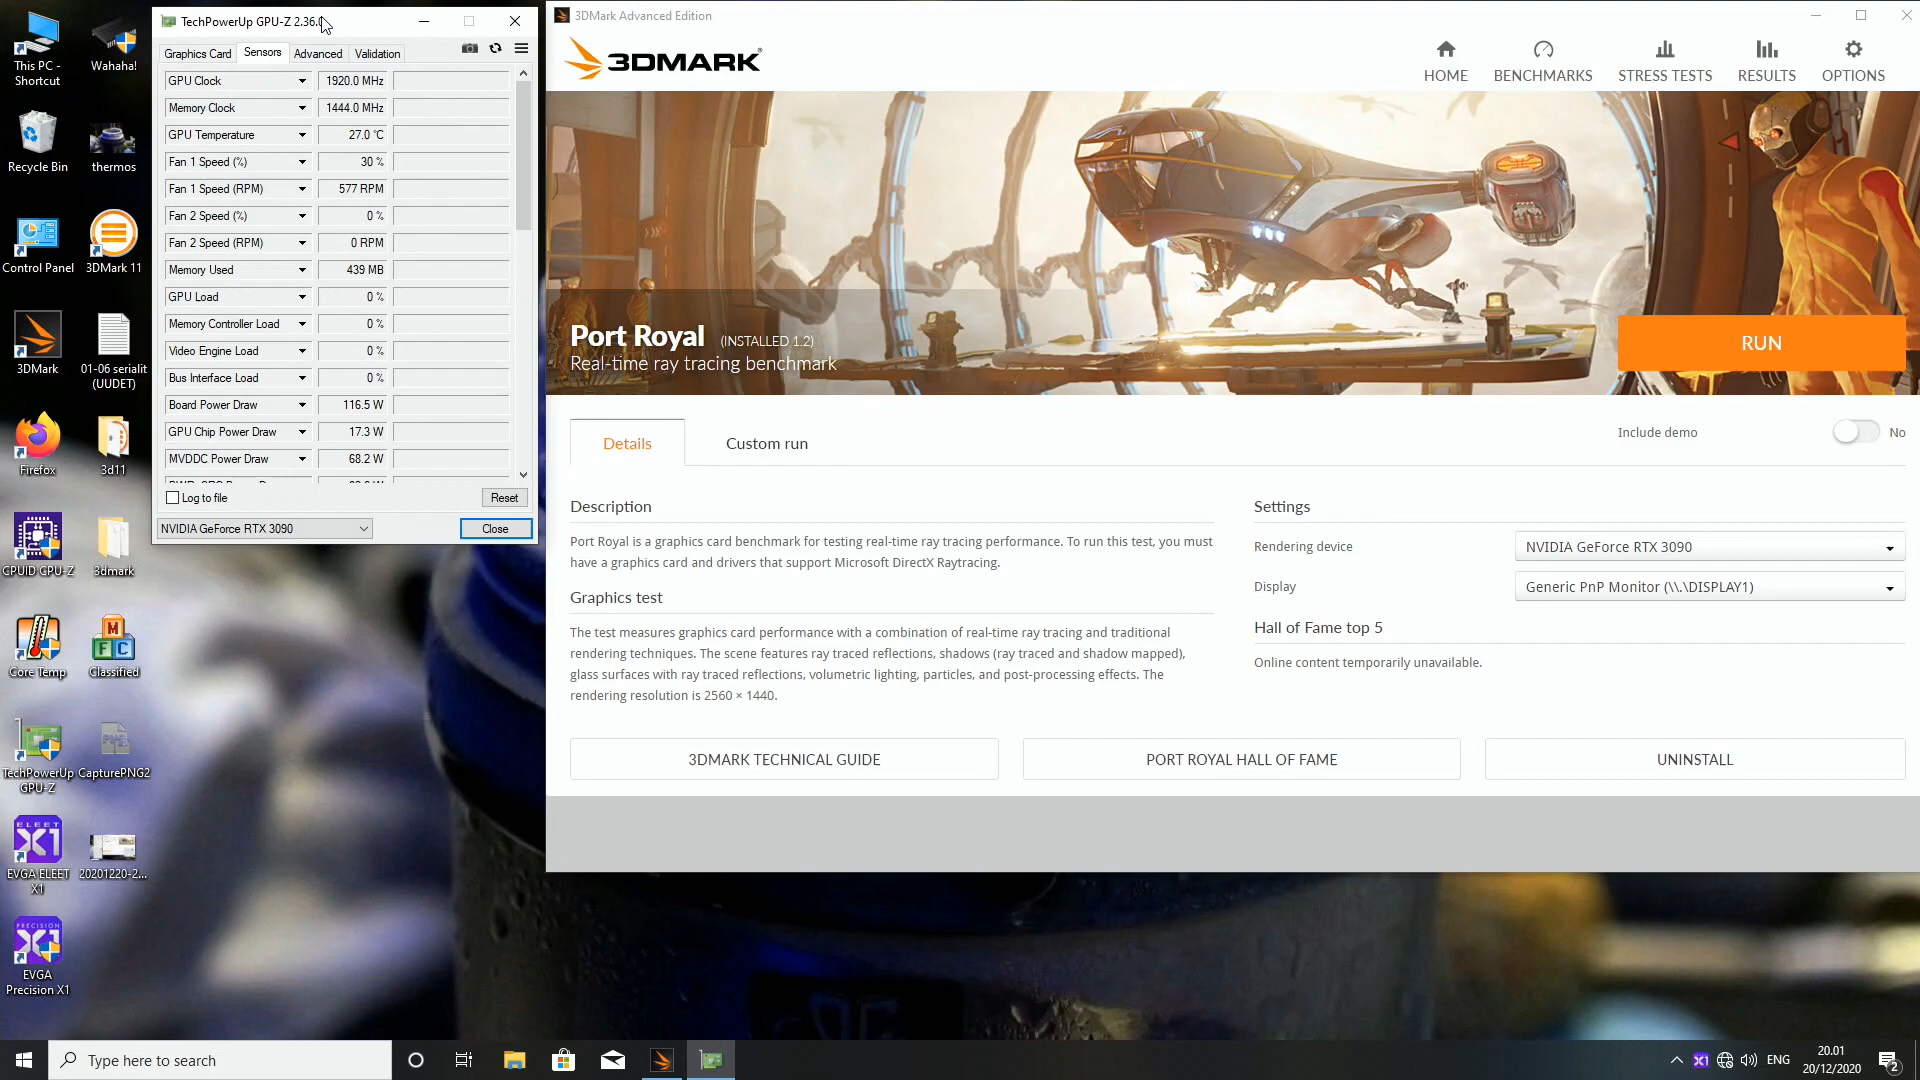 This PC - Shortcut
Wahaha!
Recycle Bin
thermos
Control Panel
3DMark 11
3DMark
01-06 serialit (UUDET)
Firefox
3d11
CPUID GPU-Z
3dmark
Core Temp
Classified
TechPowerUp GPU-Z
CapturePNG2
EVGA ELEET X1
20201220-2...
EVGA Precision X1
TechPowerUp GPU-Z 2.36.0
Graphics Card
Sensors
Advanced
Validation
GPU Clock 1920.0 MHz
Memory Clock 1444.0 MHz
GPU Temperature 27.0 °C
Fan 1 Speed (%) 30 %
Fan 1 Speed (RPM) 577 RPM
Fan 2 Speed (%) 0 %
Fan 2 Speed (RPM) 0 RPM
Memory Used 439 MB
GPU Load 0 %
Memory Controller Load 0 %
Video Engine Load 0 %
Bus Interface Load 0 %
Board Power Draw 116.5 W
GPU Chip Power Draw 17.3 W
MVDDC Power Draw 68.2 W
Log to file
Reset
NVIDIA GeForce RTX 3090
Close
3DMark Advanced Edition
3DMARK
HOME
BENCHMARKS
STRESS TESTS
RESULTS
OPTIONS
Port Royal (INSTALLED 1.2)
Real-time ray tracing benchmark
RUN
Details
Custom run
Include demo
No
Description
Port Royal is a graphics card benchmark for testing real-time ray tracing performance. To run this test, you must
have a graphics card and drivers that support Microsoft DirectX Raytracing.
Graphics test
The test measures graphics card performance with a combination of real-time ray tracing and traditional
rendering techniques. The scene features ray traced reflections, shadows (ray traced and shadow mapped),
glass surfaces with ray traced reflections, volumetric lighting, particles, and post-processing effects. The
rendering resolution is 2560 × 1440.
Settings
Rendering device
NVIDIA GeForce RTX 3090
Display
Generic PnP Monitor (\\.\DISPLAY1)
Hall of Fame top 5
Online content temporarily unavailable.
3DMARK TECHNICAL GUIDE
PORT ROYAL HALL OF FAME
UNINSTALL
Type here to search
ENG
20.01
20/12/2020
2